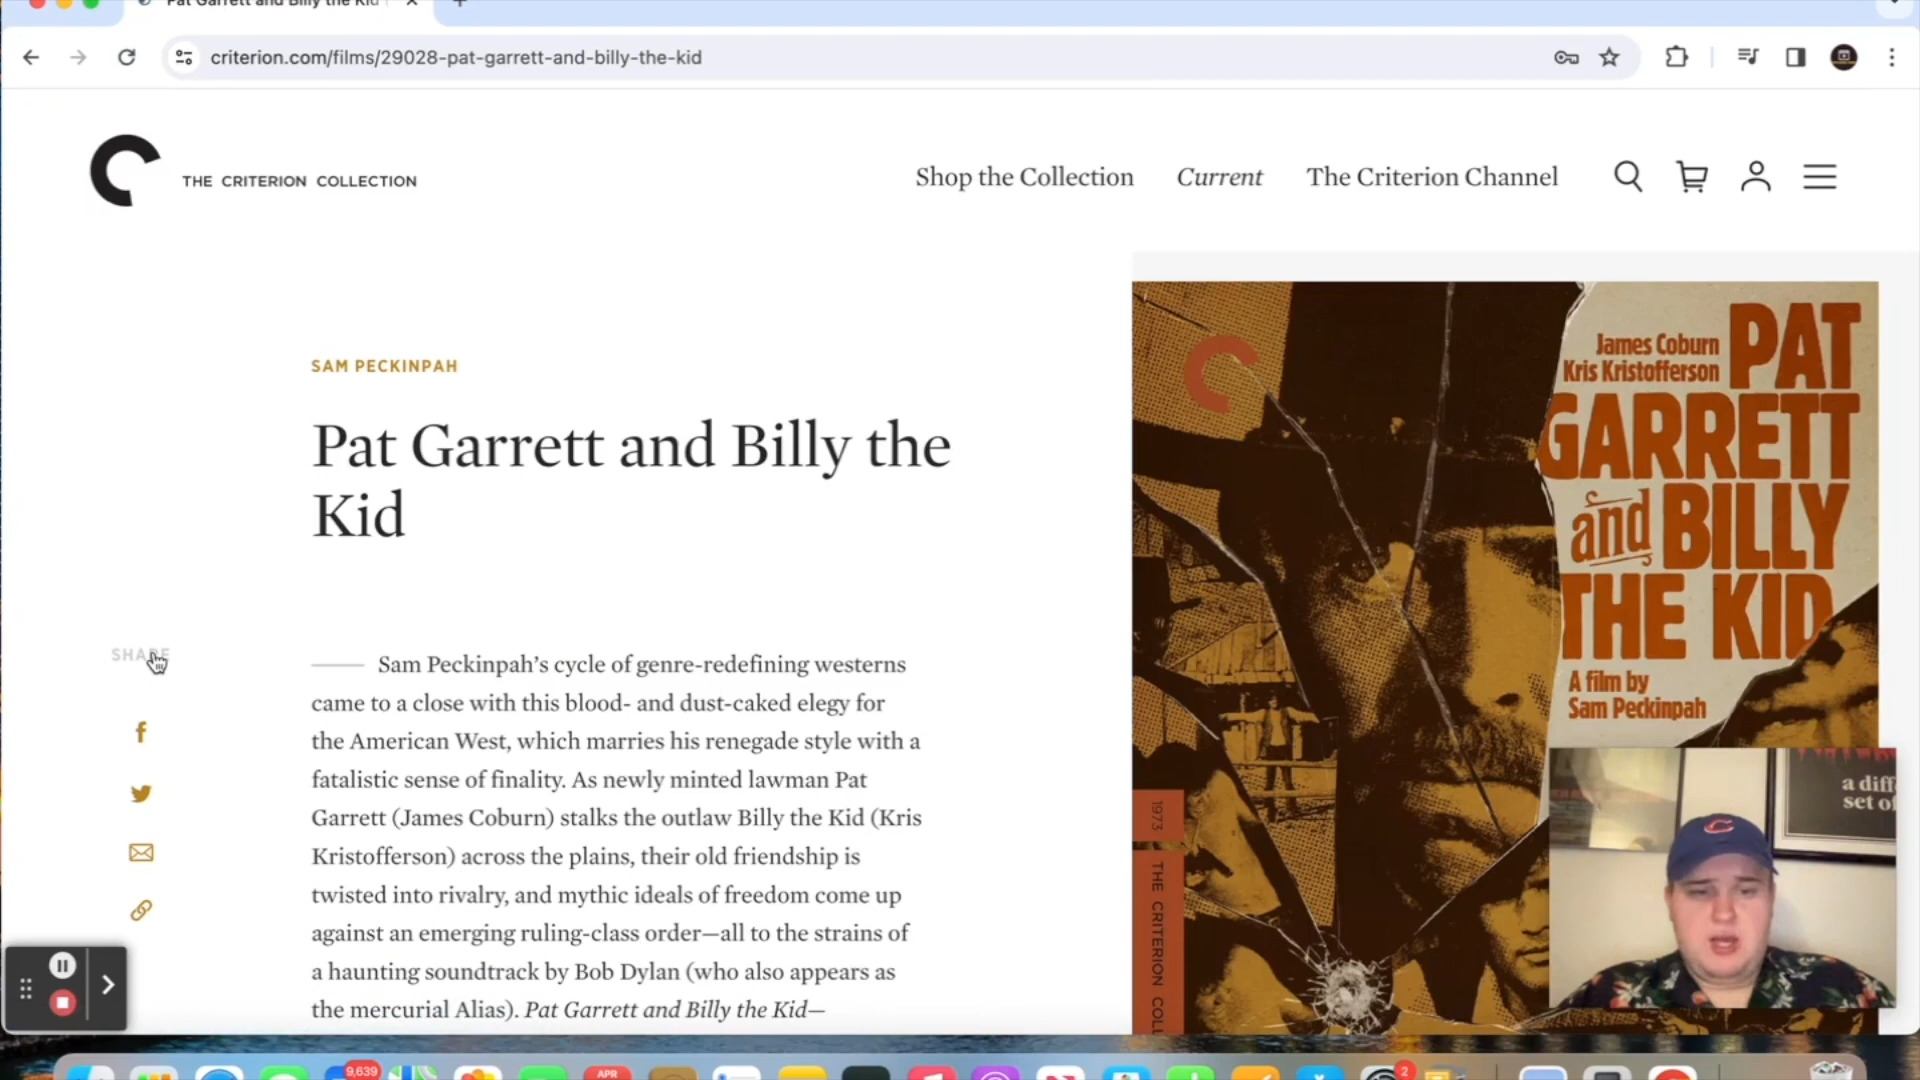 Pat Garrett and Billy the Kid
criterion.com/films/29028-pat-garrett-and-billy-the-kid
THE CRITERION COLLECTION
Shop the Collection
Current
The Criterion Channel
SAM PECKINPAH
Pat Garrett and Billy the
Kid
SHARE
Sam Peckinpah’s cycle of genre-redefining westerns
came to a close with this blood- and dust-caked elegy for
the American West, which marries his renegade style with a
fatalistic sense of finality. As newly minted lawman Pat
Garrett (James Coburn) stalks the outlaw Billy the Kid (Kris
Kristofferson) across the plains, their old friendship is
twisted into rivalry, and mythic ideals of freedom come up
against an emerging ruling-class order—all to the strains of
a haunting soundtrack by Bob Dylan (who also appears as
the mercurial Alias). Pat Garrett and Billy the Kid—
James Coburn
Kris Kristofferson
PAT
GARRETT
and BILLY
THE KID
A film by
Sam Peckinpah
1973
THE CRITERION COLL
a diff
set of
9,639
APR
2